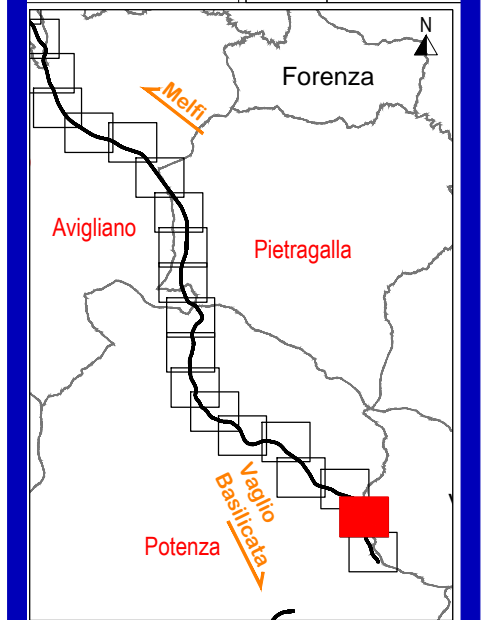 N
Forenza
Melfi
Avigliano
Pietragalla
Vaglio
Basilicata
Potenza